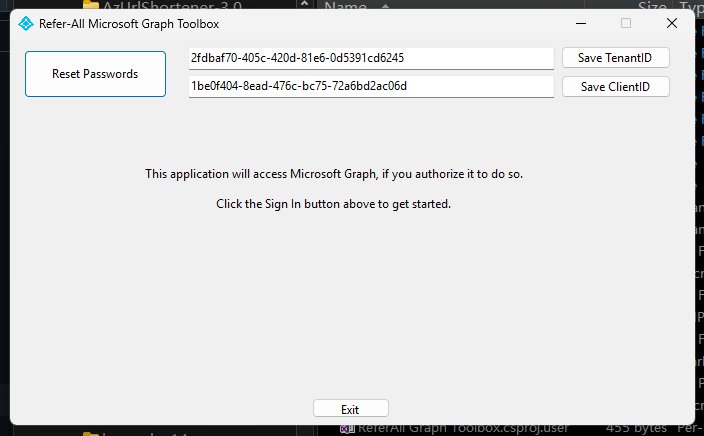 AzUrlShortener-3.0
Name
Size
Typ
Refer-All Microsoft Graph Toolbox
Reset Passwords
2fdbaf70-405c-420d-81e6-0d5391cd6245
Save TenantID
1be0f404-8ead-476c-bc75-72a6bd2ac06d
Save ClientID
This application will access Microsoft Graph, if you authorize it to do so.
Click the Sign In button above to get started.
Exit
ReferAll Graph Toolbox.csproj.user
455 bytes
Per-